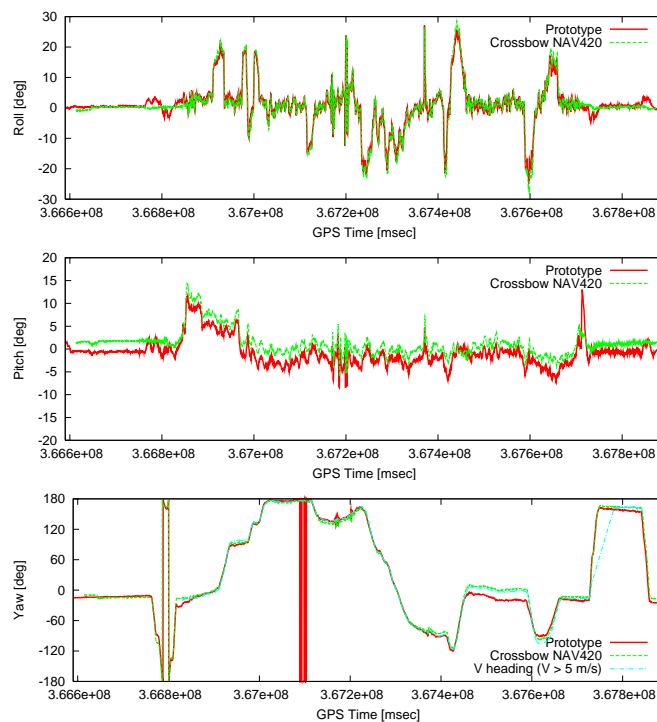 30
20
10
0
-10
-20
-30
Roll [deg]
Prototype
Crossbow NAV420
3.666e+08 3.668e+08 3.67e+08 3.672e+08 3.674e+08 3.676e+08 3.678e+08
GPS Time [msec]
20
15
10
5
0
-5
-10
-15
-20
Pitch [deg]
Prototype
Crossbow NAV420
3.666e+08 3.668e+08 3.67e+08 3.672e+08 3.674e+08 3.676e+08 3.678e+08
GPS Time [msec]
180
120
60
0
-60
-120
-180
Yaw [deg]
Prototype
Crossbow NAV420
V heading (V > 5 m/s)
3.666e+08 3.668e+08 3.67e+08 3.672e+08 3.674e+08 3.676e+08 3.678e+08
GPS Time [msec]